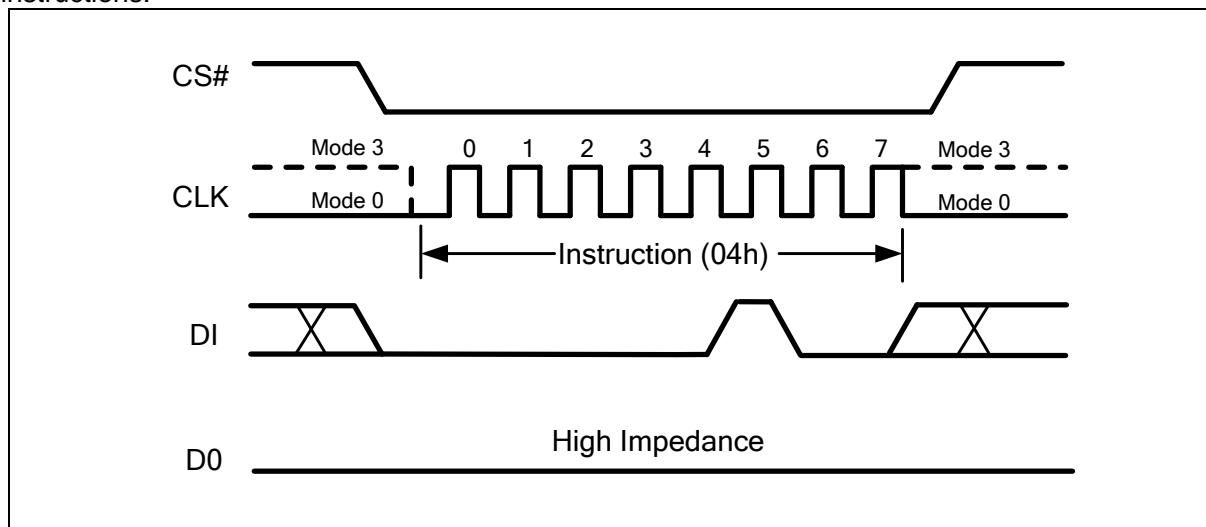 instructions.
CS#
Mode 3 0 1 2 3 4 5 6 7 Mode 3
CLK
Mode 0 Mode 0
Instruction (04h)
DI
High Impedance
D0